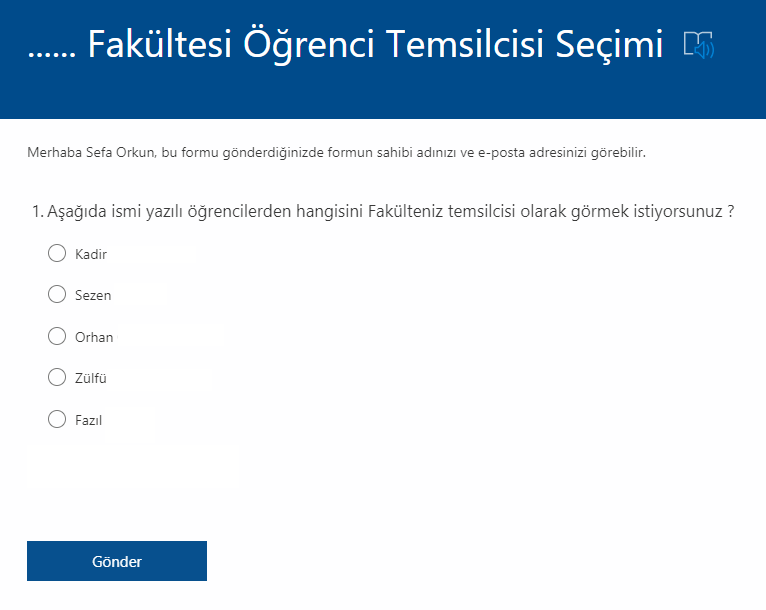 ...... Fakültesi Öğrenci Temsilcisi Seçimi
Merhaba Sefa Orkun, bu formu gönderdiğinizde formun sahibi adınızı ve e-posta adresinizi görebilir.
1. Aşağıda ismi yazılı öğrencilerden hangisini Fakülteniz temsilcisi olarak görmek istiyorsunuz ?
Kadir
Sezen
Orhan
Zülfü
Fazıl
Gönder